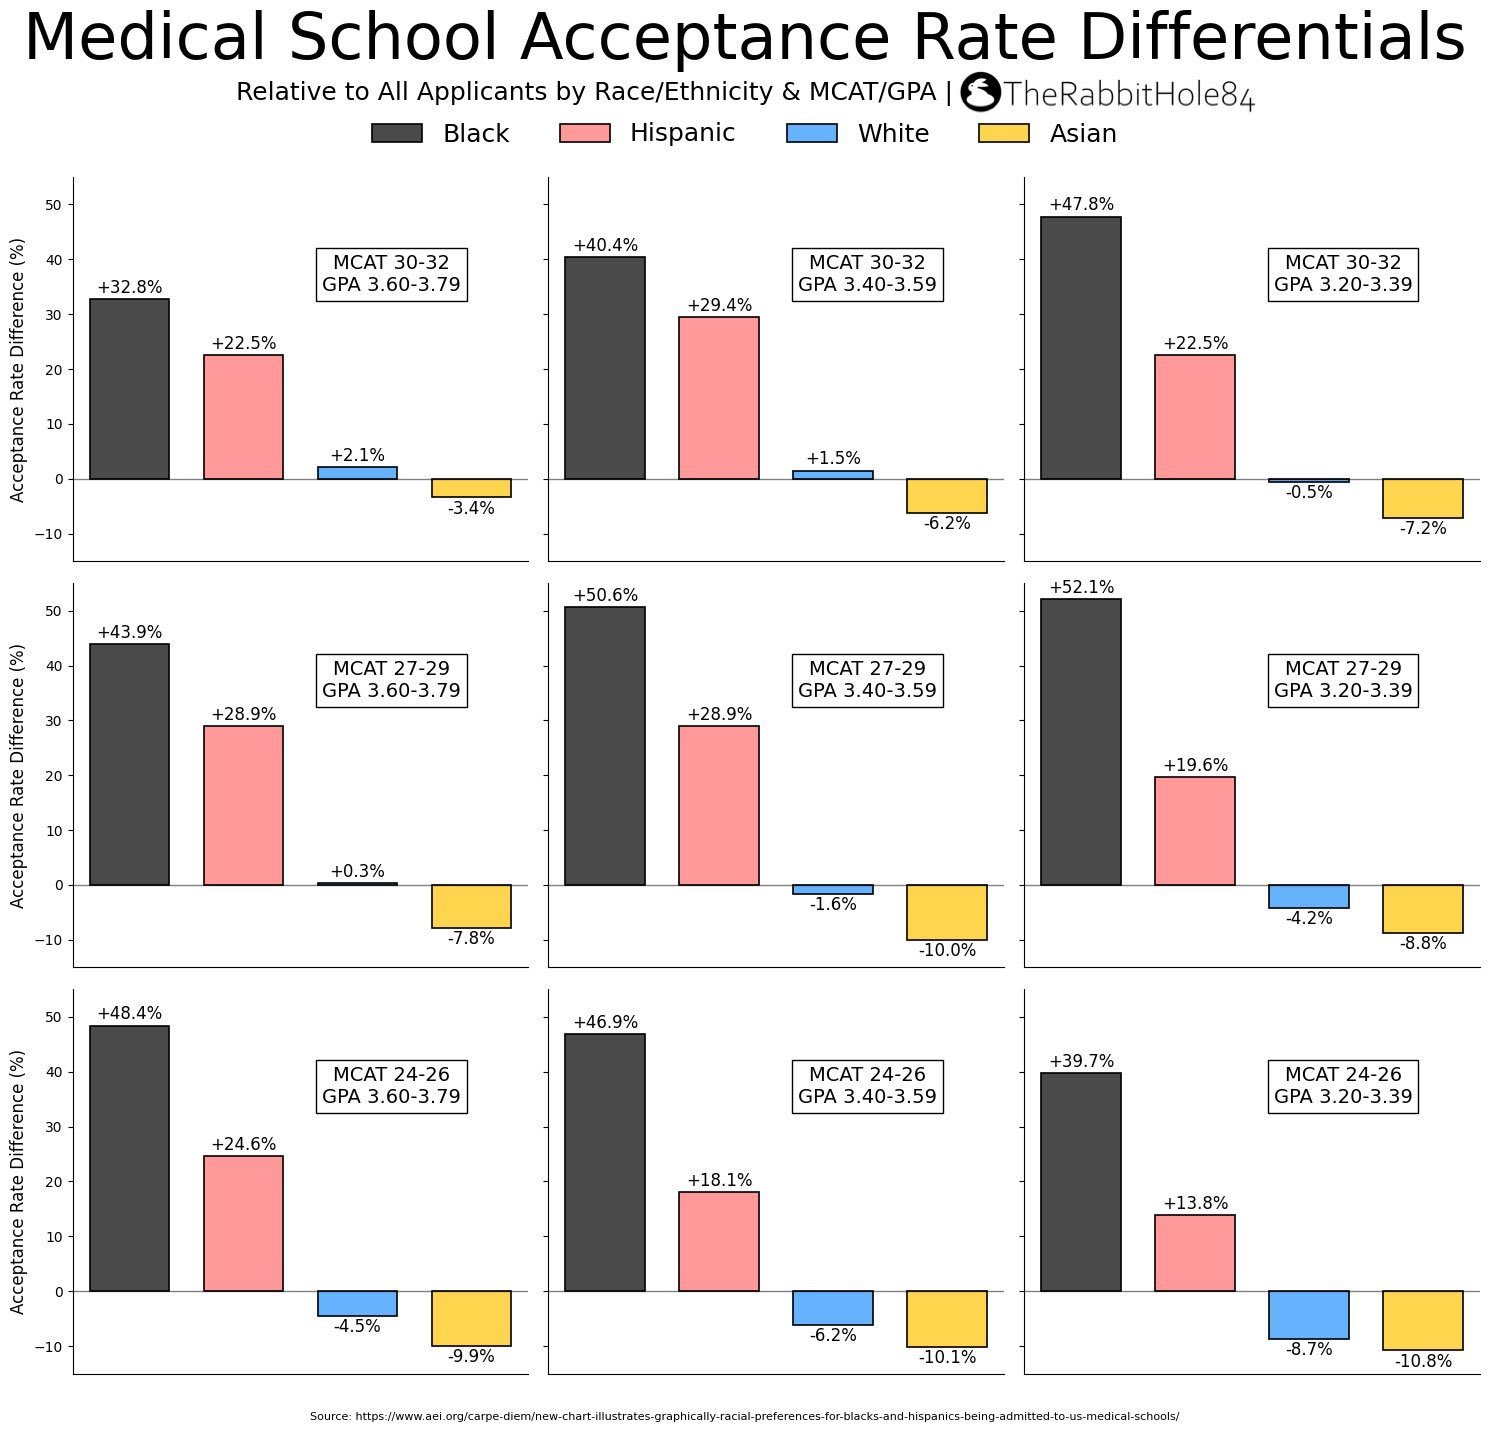 Medical School Acceptance Rate Differentials
Relative to All Applicants by Race/Ethnicity & MCAT/GPA | TheRabbitHole84
Black Hispanic White Asian
Acceptance Rate Difference (%)
50
40
30
20
10
0
−10
+32.8%
+22.5%
+2.1%
-3.4%
MCAT 30-32
GPA 3.60-3.79
+40.4%
+29.4%
+1.5%
-6.2%
MCAT 30-32
GPA 3.40-3.59
+47.8%
+22.5%
-0.5%
-7.2%
MCAT 30-32
GPA 3.20-3.39
Acceptance Rate Difference (%)
50
40
30
20
10
0
−10
+43.9%
+28.9%
+0.3%
-7.8%
MCAT 27-29
GPA 3.60-3.79
+50.6%
+28.9%
-1.6%
-10.0%
MCAT 27-29
GPA 3.40-3.59
+52.1%
+19.6%
-4.2%
-8.8%
MCAT 27-29
GPA 3.20-3.39
Acceptance Rate Difference (%)
50
40
30
20
10
0
−10
+48.4%
+24.6%
-4.5%
-9.9%
MCAT 24-26
GPA 3.60-3.79
+46.9%
+18.1%
-6.2%
-10.1%
MCAT 24-26
GPA 3.40-3.59
+39.7%
+13.8%
-8.7%
-10.8%
MCAT 24-26
GPA 3.20-3.39
Source: https://www.aei.org/carpe-diem/new-chart-illustrates-graphically-racial-preferences-for-blacks-and-hispanics-being-admitted-to-us-medical-schools/